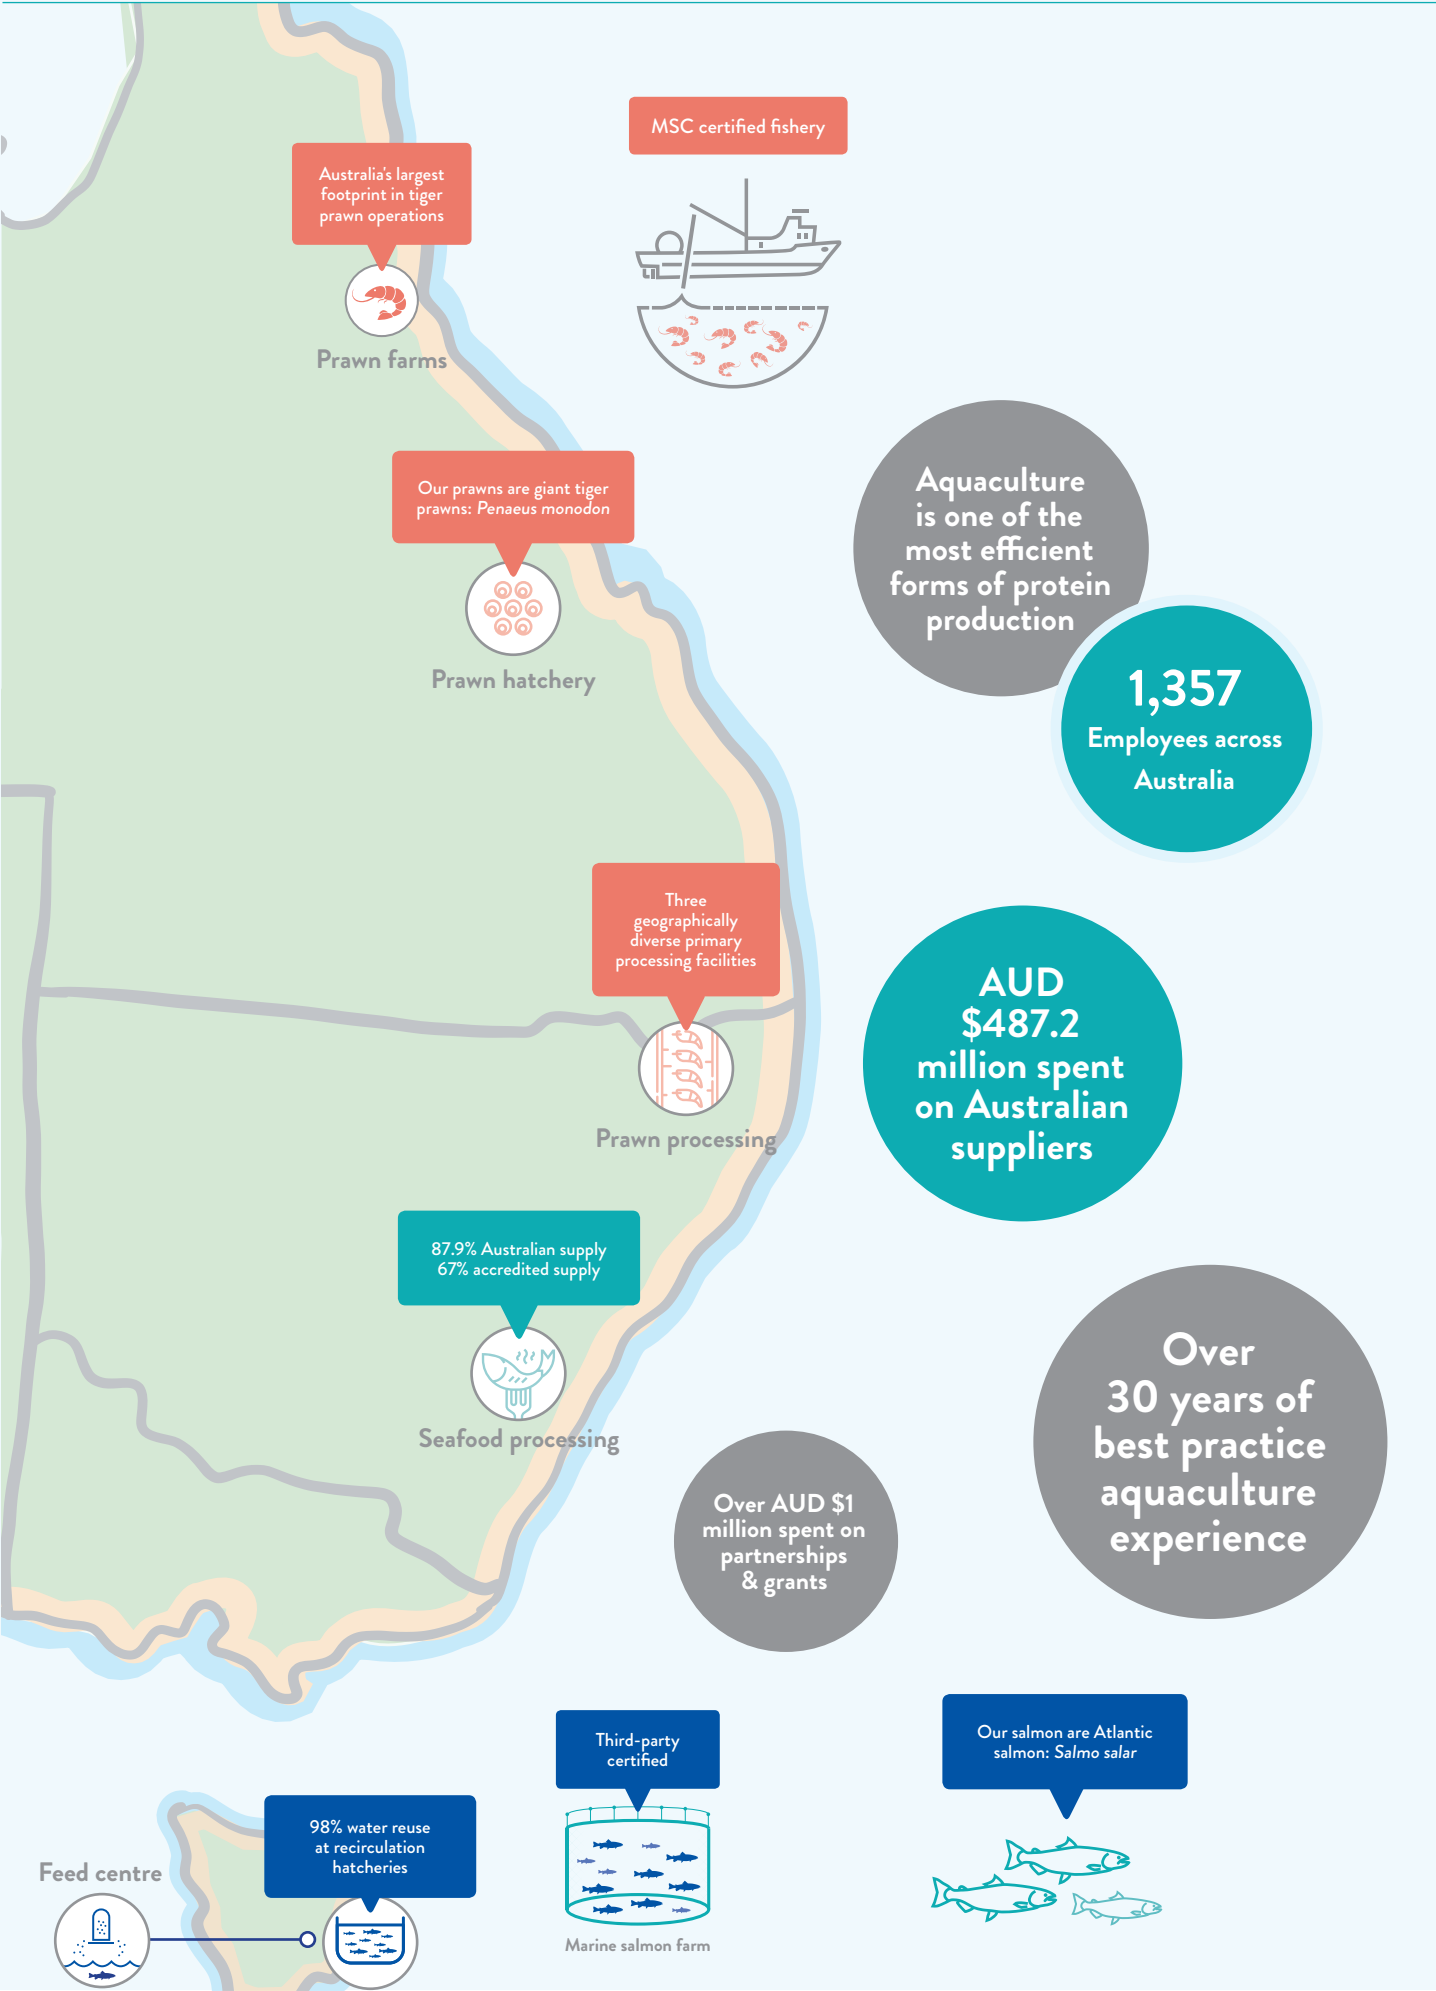 MSC certified fishery
Australia's largest
footprint in tiger
prawn operations
Prawn farms
Our prawns are giant tiger
prawns: Penaeus monodon
Prawn hatchery
Aquaculture
is one of the
most efficient
forms of protein
production
1,357
Employees across
Australia
Three
geographically
diverse primary
processing facilities
Prawn processing
AUD
$487.2
million spent
on Australian
suppliers
87.9% Australian supply
67% accredited supply
Seafood processing
Over
30 years of
best practice
aquaculture
experience
Over AUD $1
million spent on
partnerships
& grants
Third-party
certified
Marine salmon farm
Our salmon are Atlantic
salmon: Salmo salar
98% water reuse
at recirculation
hatcheries
Feed centre